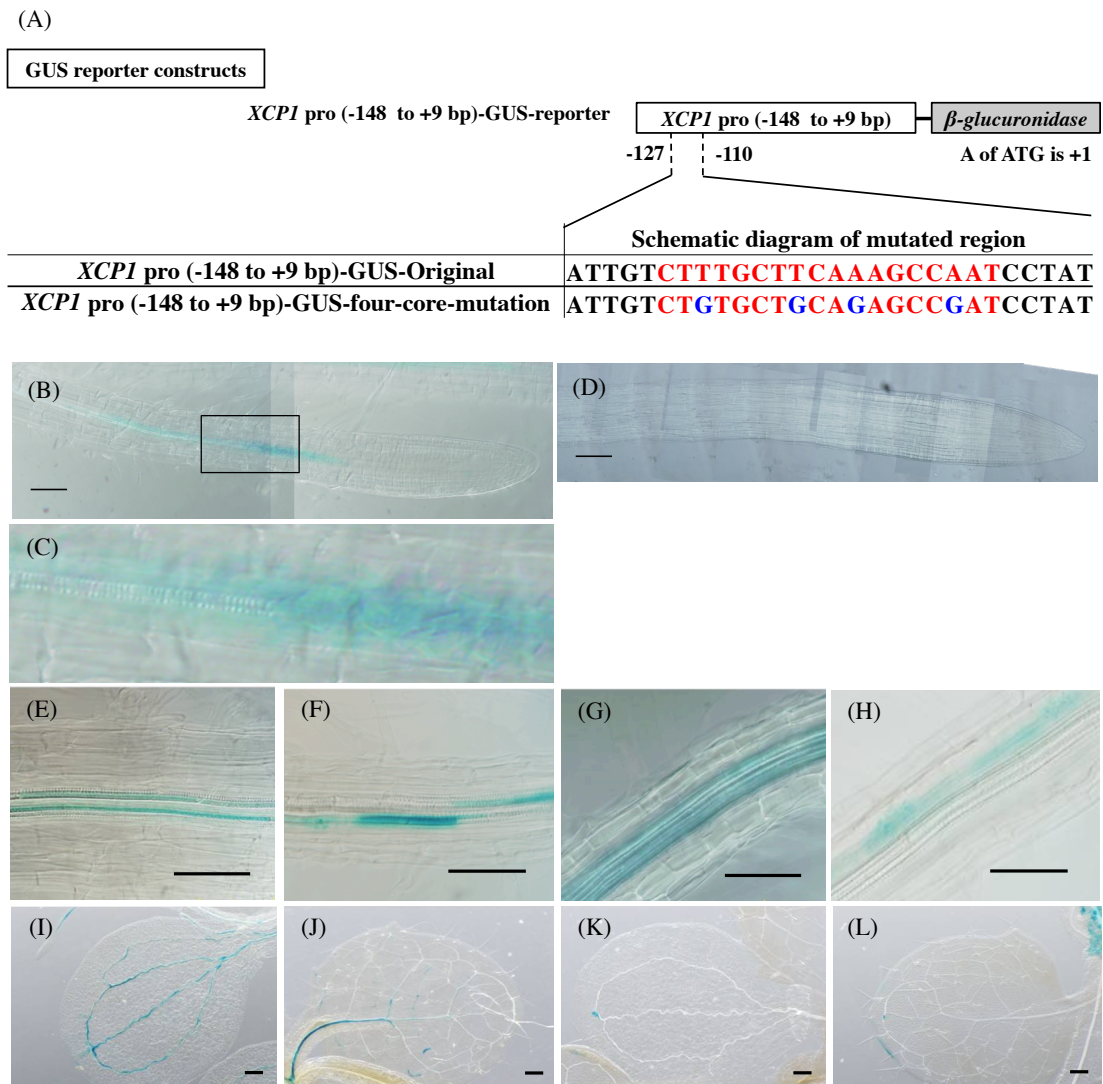 (A)
GUS reporter constructs
XCP1 pro (-148 to +9 bp)-GUS-reporter
XCP1 pro (-148 to +9 bp)
β-glucuronidase
-127
-110
A of ATG is +1
Schematic diagram of mutated region
XCP1 pro (-148 to +9 bp)-GUS-Original
ATTGTCTTTGCTTCAAAGCCAATCCTAT
XCP1 pro (-148 to +9 bp)-GUS-four-core-mutation
ATTGTCTGTGCTGCAGAGCCGATCCTAT
(B)
(D)
(C)
(E)
(F)
(G)
(H)
(I)
(J)
(K)
(L)